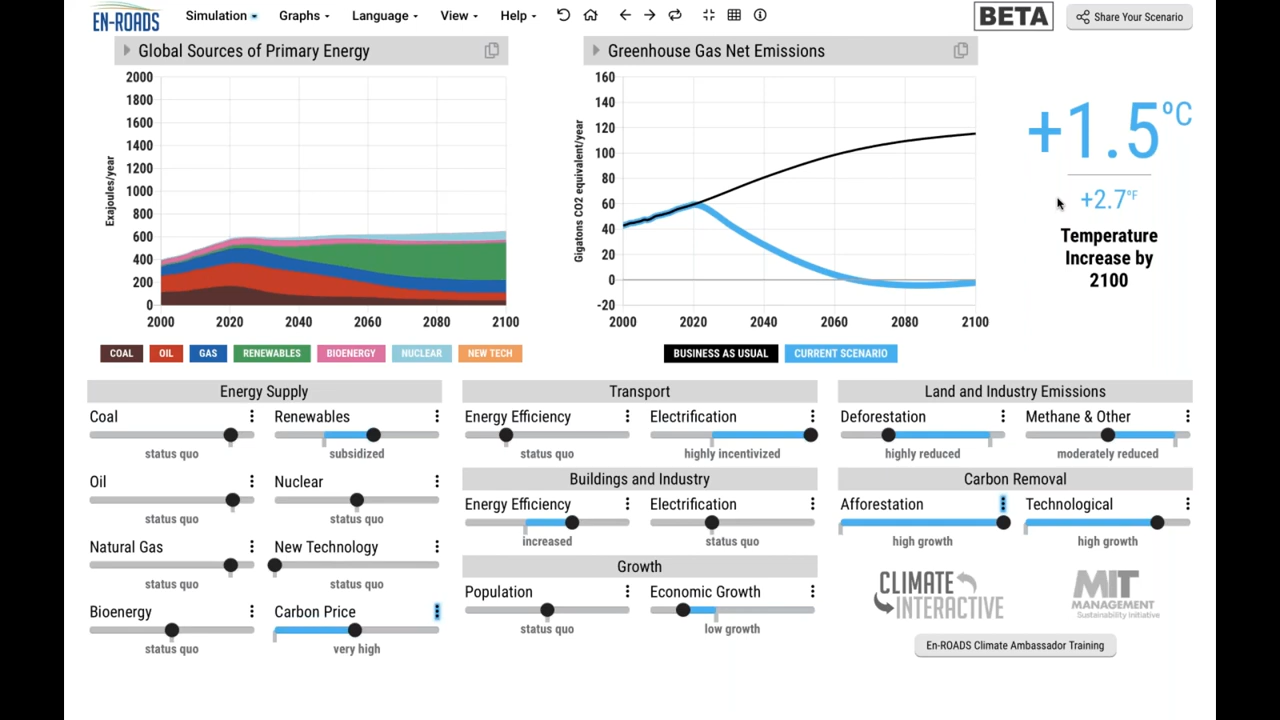 EN-ROADS
Simulation
Graphs
Language
View
Help
BETA
Share Your Scenario
Global Sources of Primary Energy
Exajoules/year
2000
1800
1600
1400
1200
1000
800
600
400
200
0
2000 2020 2040 2060 2080 2100
COAL OIL GAS RENEWABLES BIOENERGY NUCLEAR NEW TECH
Greenhouse Gas Net Emissions
Gigatons CO2 equivalent/year
160
140
120
100
80
60
40
20
0
-20
2000 2020 2040 2060 2080 2100
BUSINESS AS USUAL CURRENT SCENARIO
+1.5°C
+2.7°F
Temperature
Increase by
2100
Energy Supply
Coal
status quo
Renewables
subsidized
Oil
status quo
Nuclear
status quo
Natural Gas
status quo
New Technology
status quo
Bioenergy
status quo
Carbon Price
very high
Transport
Energy Efficiency
status quo
Electrification
highly incentivized
Buildings and Industry
Energy Efficiency
increased
Electrification
status quo
Growth
Population
status quo
Economic Growth
low growth
Land and Industry Emissions
Deforestation
highly reduced
Methane & Other
moderately reduced
Carbon Removal
Afforestation
high growth
Technological
high growth
CLIMATE
INTERACTIVE
MIT
MANAGEMENT
Sustainability Initiative
En-ROADS Climate Ambassador Training